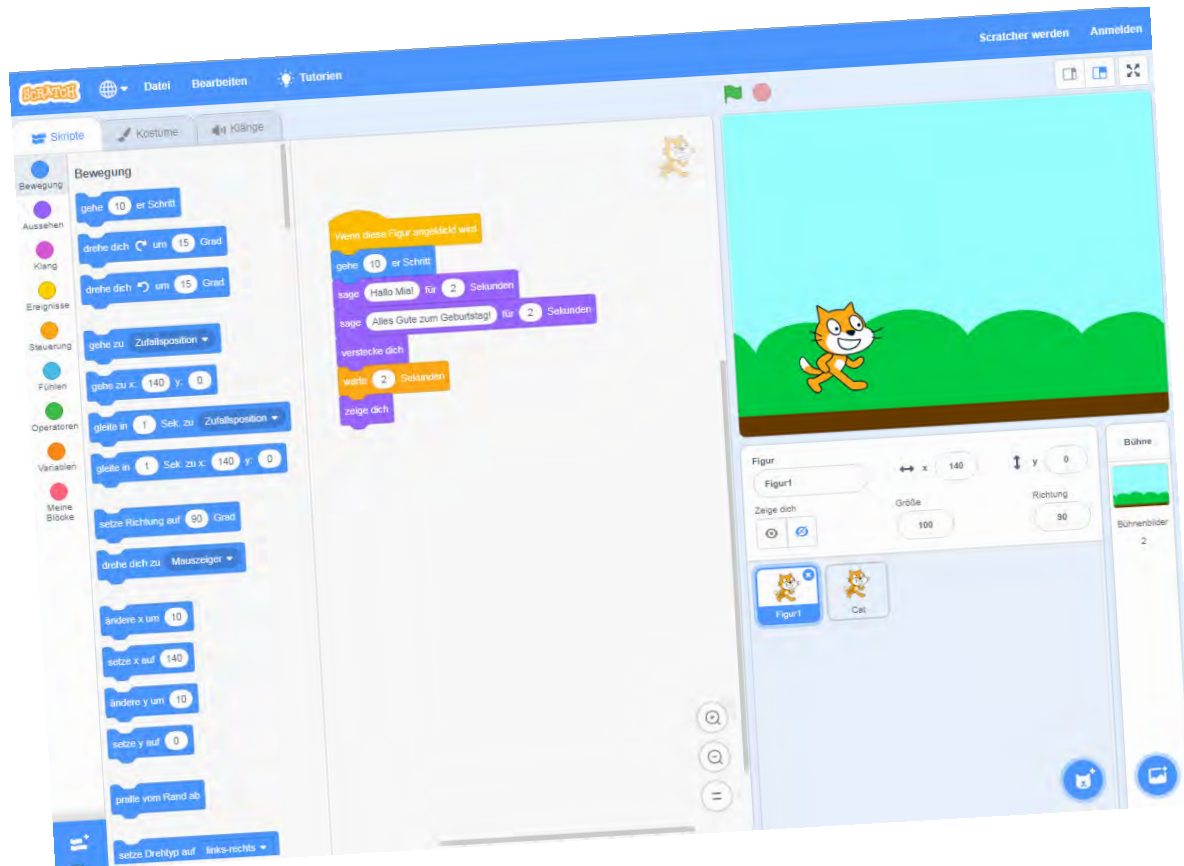 SCRATCH
Datei
Bearbeiten
Tutorien
Scratcher werden
Anmelden
Skripte
Kostüme
Klänge
Bewegung
Aussehen
Klang
Ereignisse
Steuerung
Fühlen
Operatoren
Variablen
Meine
Blöcke
Bewegung
gehe 10 er Schritt
drehe dich um 15 Grad
drehe dich um 15 Grad
gehe zu Zufallsposition
gehe zu x: 140 y: 0
gleite in 1 Sek. zu Zufallsposition
gleite in 1 Sek. zu x: 140 y: 0
setze Richtung auf 90 Grad
drehe dich zu Mauszeiger
ändere x um 10
setze x auf 140
ändere y um 10
setze y auf 0
pralle vom Rand ab
setze Drehtyp auf links-rechts
Wenn diese Figur angeklickt wird
gehe 10 er Schritt
sage Hallo Mia! für 2 Sekunden
sage Alles Gute zum Geburtstag! für 2 Sekunden
verstecke dich
warte 2 Sekunden
zeige dich
Figur
Figur1
x 140
y 0
Zeige dich
Größe
100
Richtung
90
Figur1
Cat
Bühne
Bühnenbilder
2